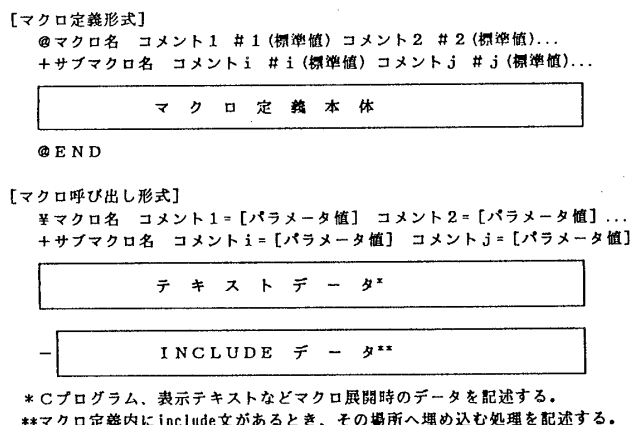 [マクロ定義形式]
@マクロ名 コメント1 #1(標準値) コメント2 #2(標準値)...
+サブマクロ名 コメントi #i(標準値) コメントj #j(標準値)...
マクロ定義本体
@END
[マクロ呼び出し形式]
¥マクロ名 コメント1=[パラメータ値] コメント2=[パラメータ値]...
+サブマクロ名 コメントi=[パラメータ値] コメントj=[パラメータ値]
テキストデータ*
- INCLUDE データ**
*Cプログラム、表示テキストなどマクロ展開時のデータを記述する。
**マクロ定義内にinclude文があるとき、その場所へ埋め込む処理を記述する。